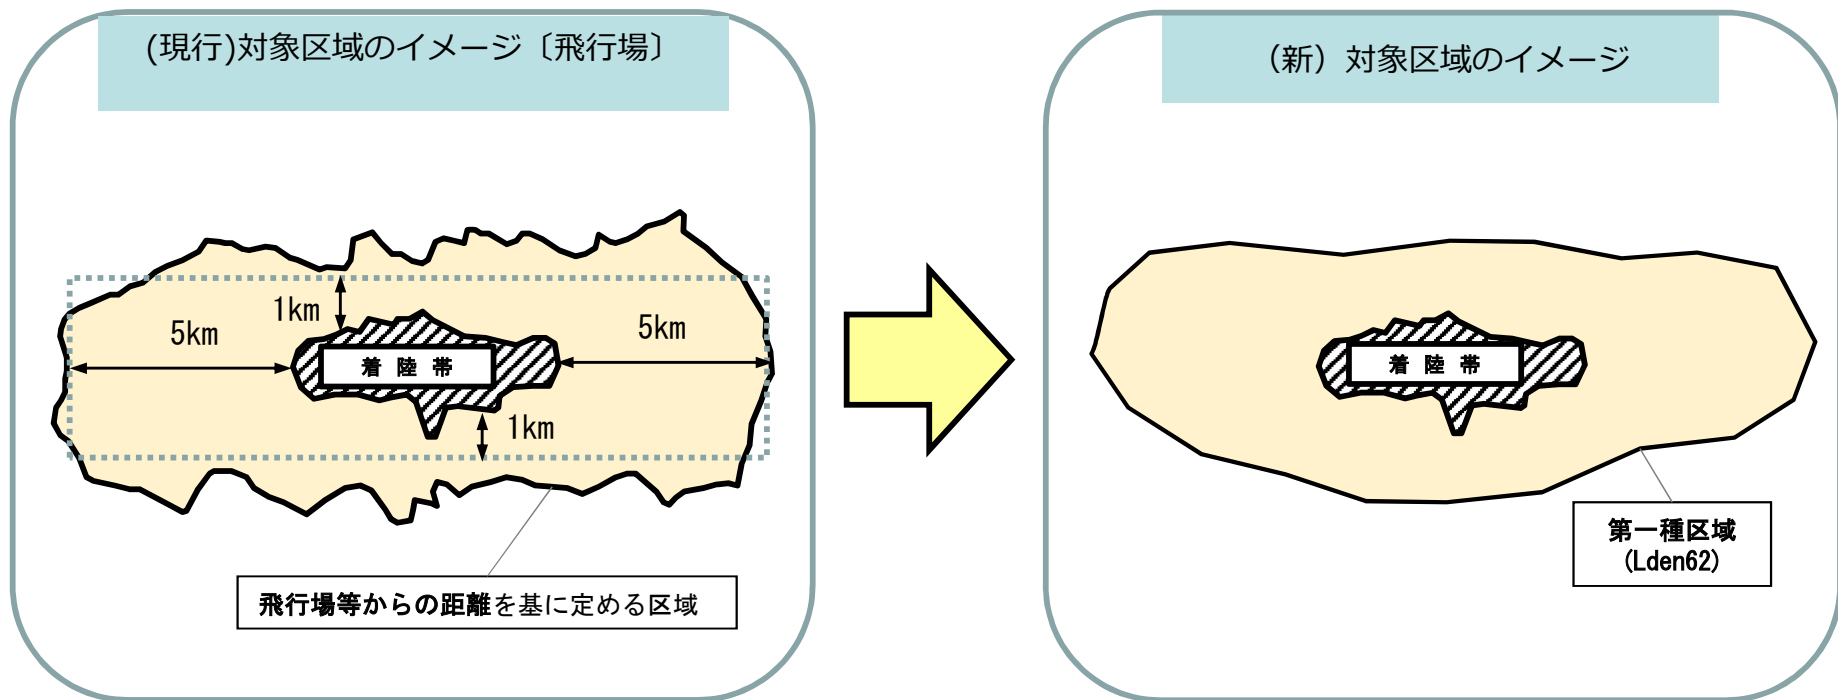 (現行)対象区域のイメージ〔飛行場〕
1km
5km
5km
着陸帯
1km
飛行場等からの距離を基に定める区域
（新）対象区域のイメージ
着陸帯
第一種区域
(Lden62)